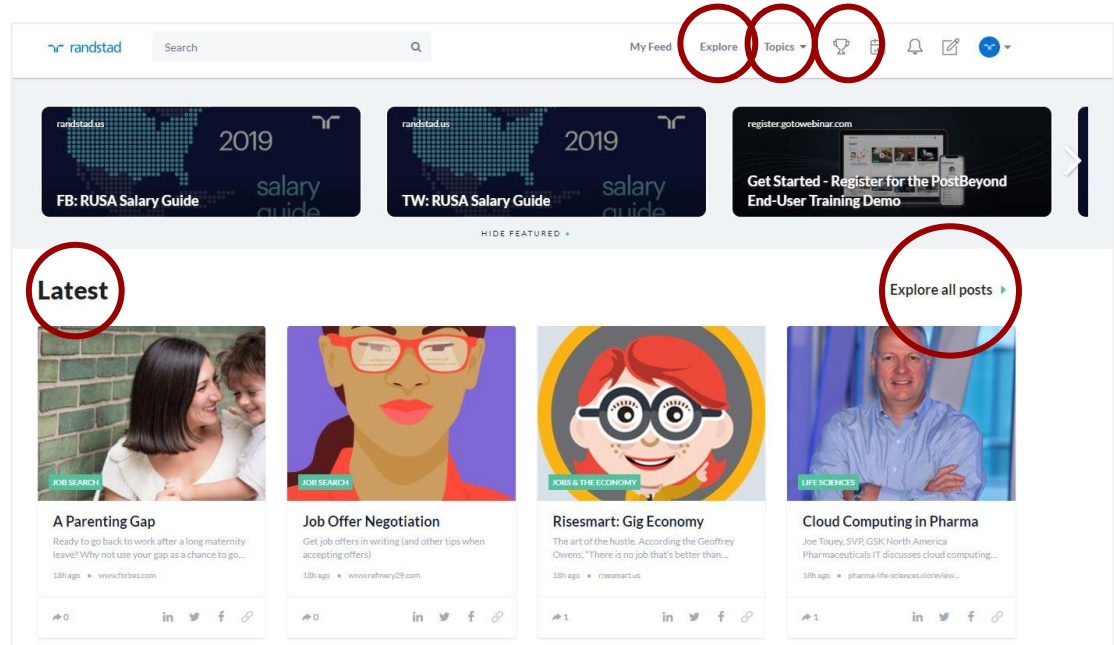 randstad
Search
My Feed
Explore
Topics
randstad.us
2019
salary
guide
FB: RUSA Salary Guide
randstad.us
2019
salary
guide
TW: RUSA Salary Guide
register.gotowebinar.com
Get Started - Register for the PostBeyond
End-User Training Demo
HIDE FEATURED
Latest
Explore all posts
JOB SEARCH
A Parenting Gap
Ready to go back to work after a long maternity
leave? Why not use your gap as a chance to go...
18h ago • www.forbes.com
0
in
JOB SEARCH
Job Offer Negotiation
Get job offers in writing (and other tips when
accepting offers)
18h ago • www.refinery29.com
0
in
JOBS & THE ECONOMY
Risesmart: Gig Economy
The art of the hustle. According the Geoffrey
Owens, "There is no job that's better than...
18h ago • risesmart.us
1
in
LIFE SCIENCES
Cloud Computing in Pharma
Joe Touey, SVP, GSK North America
Pharmaceuticals IT discusses cloud computing...
18h ago • pharma-life-sciences.cioreview...
1
in